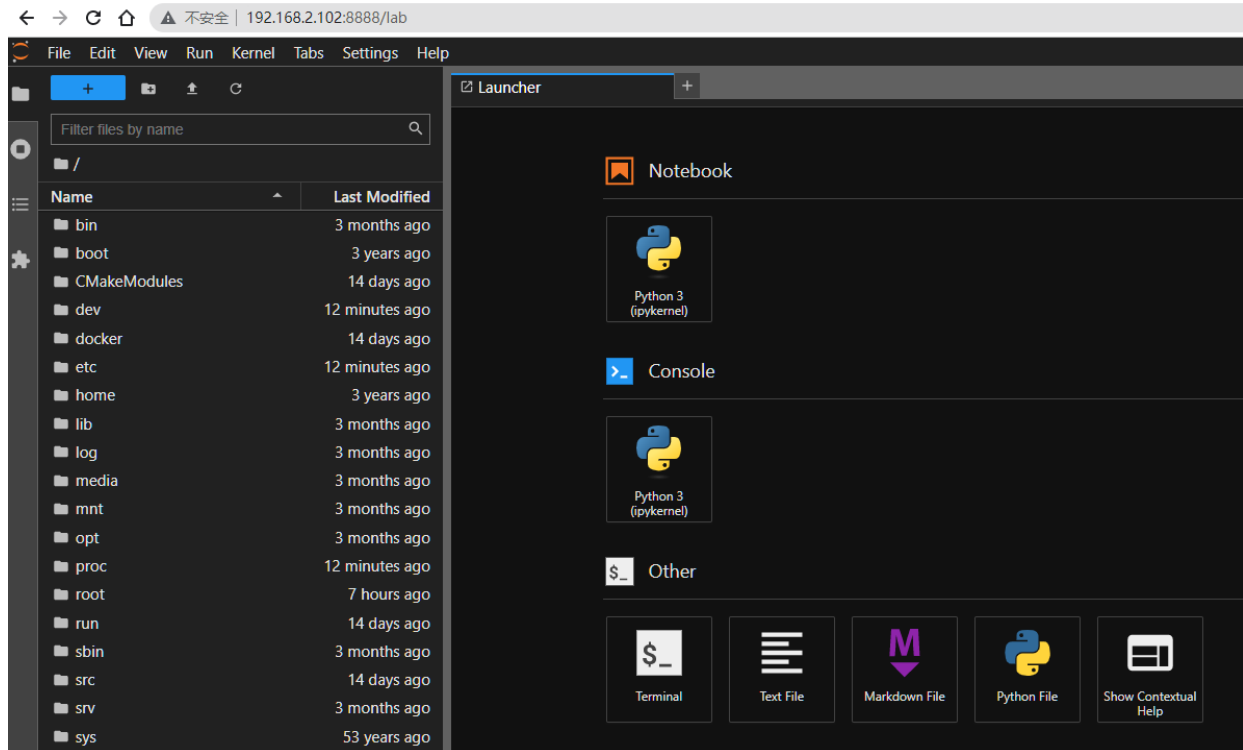 不安全 | 192.168.2.102:8888/lab
File Edit View Run Kernel Tabs Settings Help
+
Launcher
+
Filter files by name
/
Name Last Modified
bin 3 months ago
boot 3 years ago
CMakeModules 14 days ago
dev 12 minutes ago
docker 14 days ago
etc 12 minutes ago
home 3 years ago
lib 3 months ago
log 3 months ago
media 3 months ago
mnt 3 months ago
opt 3 months ago
proc 12 minutes ago
root 7 hours ago
run 14 days ago
sbin 3 months ago
src 14 days ago
srv 3 months ago
sys 53 years ago
Notebook
Python 3
(ipykernel)
>_ Console
Python 3
(ipykernel)
$_ Other
$_
Terminal
Text File
M
Markdown File
Python File
Show Contextual
Help